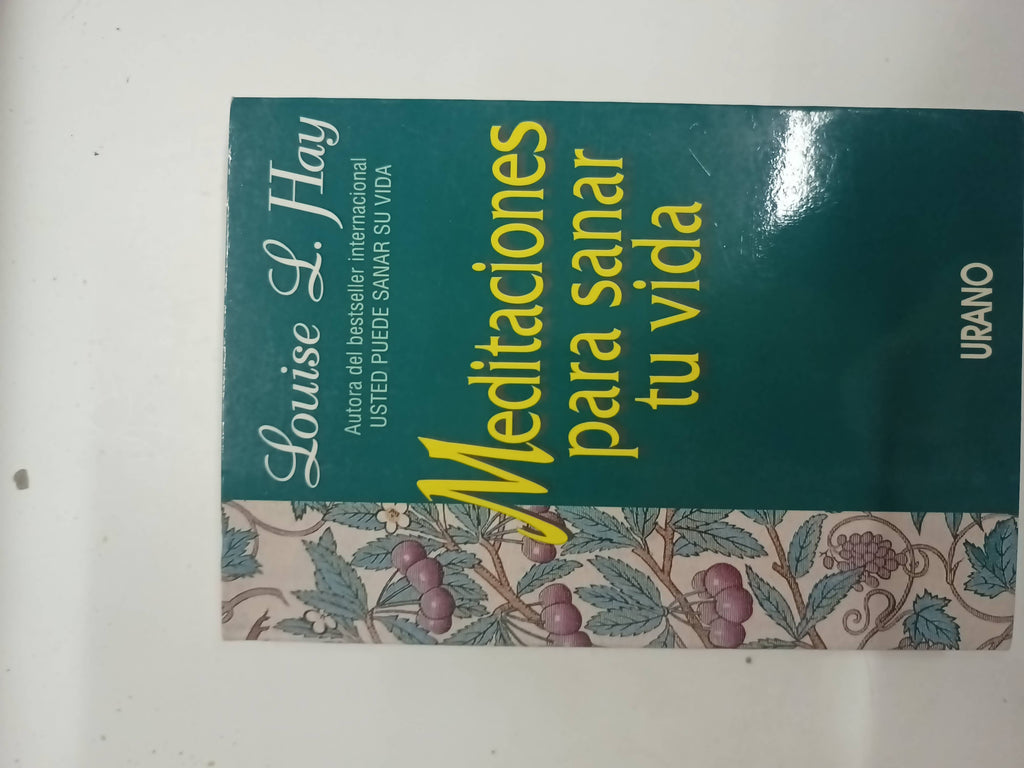 Louise L. Hay
Autora del bestseller internacional
USTED PUEDE SANAR SU VIDA
Meditaciones
para sanar
tu vida
URANO